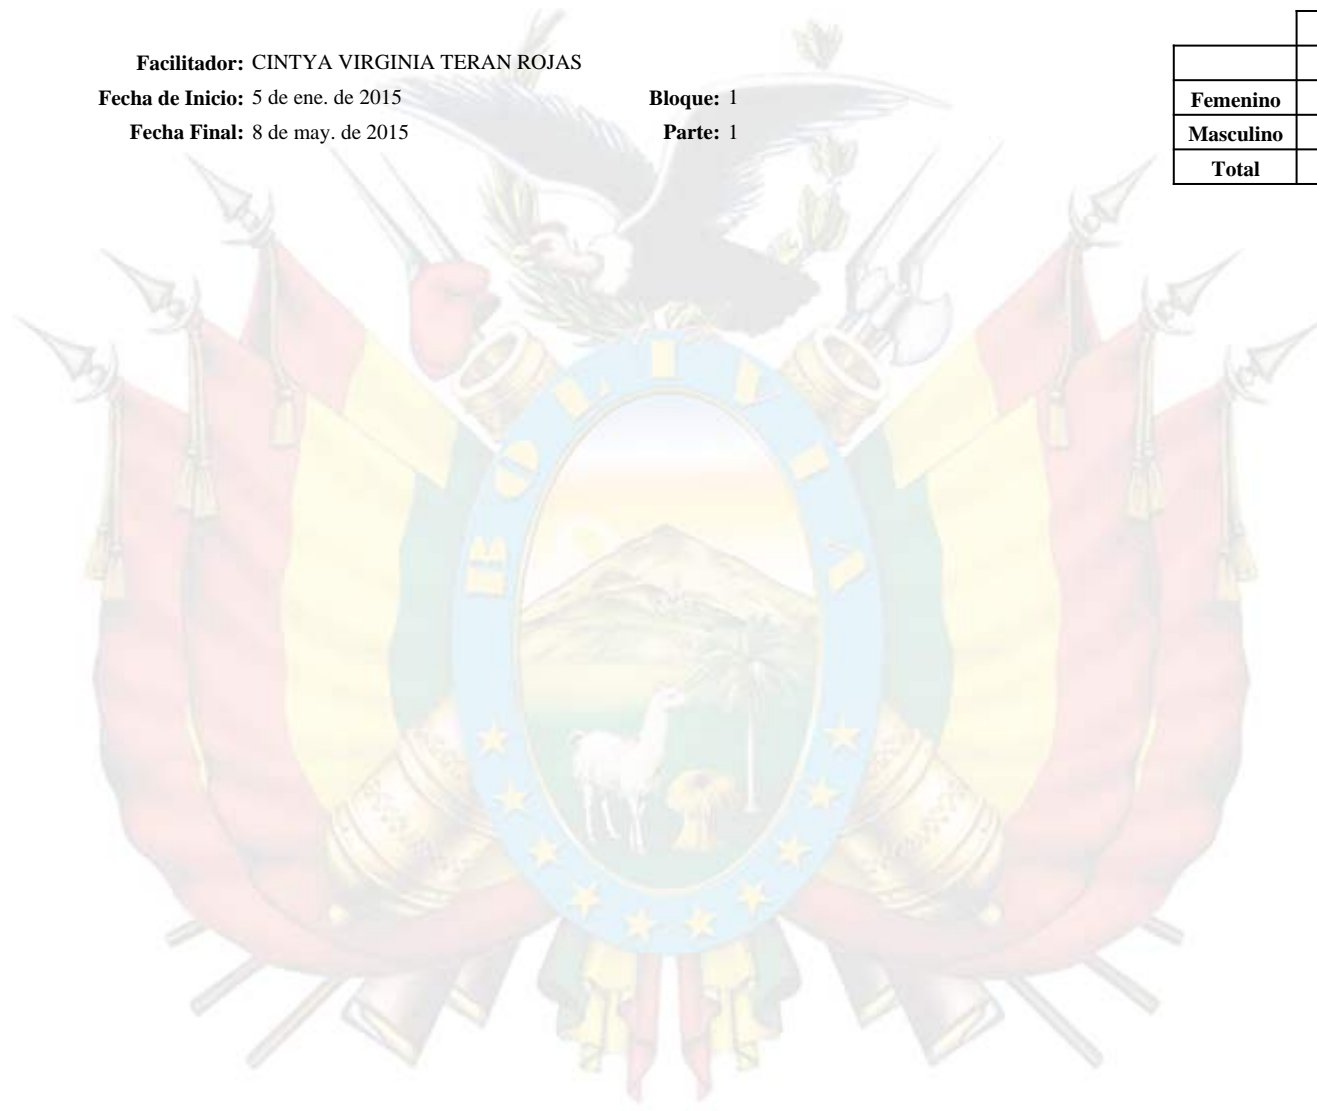 Facilitador: CINTYA VIRGINIA TERAN ROJAS
Fecha de Inicio: 5 de ene. de 2015 Bloque: 1
Fecha Final: 8 de may. de 2015 Parte: 1
Femenino
Masculino
Total
BOLIVIA